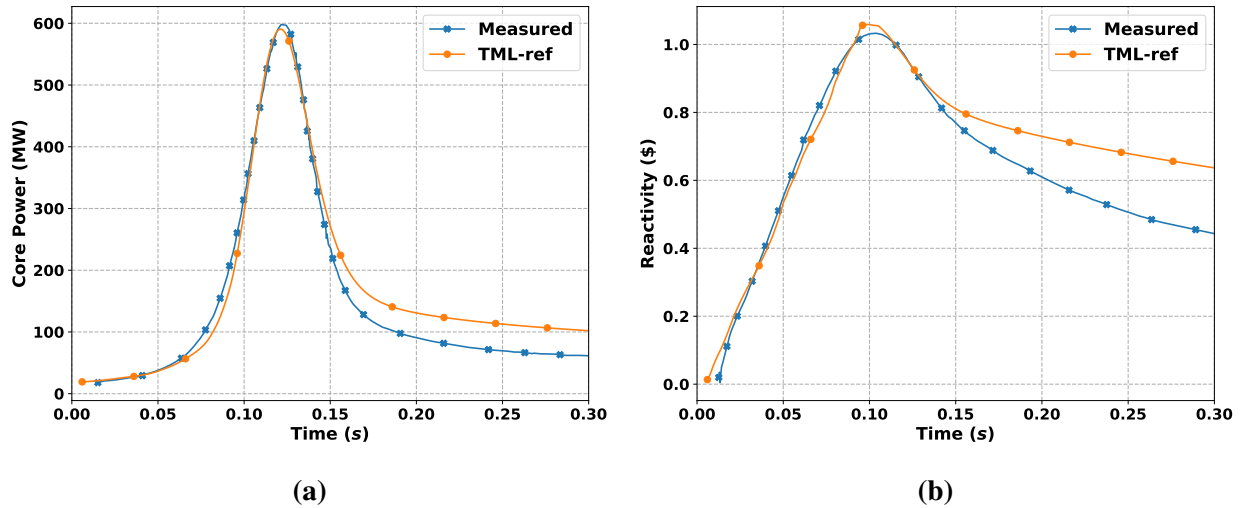 600
500
400
300
200
100
0
Core Power (MW)
0.00 0.05 0.10 0.15 0.20 0.25 0.30
Time (s)
Measured
TML-ref
(a)
1.0
0.8
0.6
0.4
0.2
0.0
Reactivity ($)
0.00 0.05 0.10 0.15 0.20 0.25 0.30
Time (s)
Measured
TML-ref
(b)